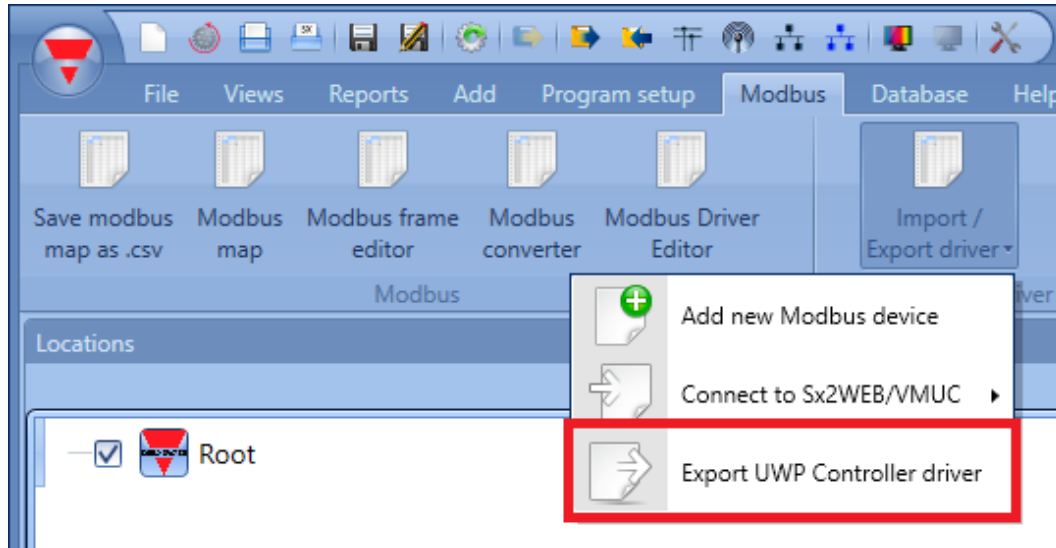 SX
File Views Reports Add Program setup Modbus Database Help
Save modbus map as .csv
Modbus map
Modbus frame editor
Modbus converter
Modbus Driver Editor
Import / Export driver
Modbus
iver
Locations
Add new Modbus device
Connect to Sx2WEB/VMUC
Export UWP Controller driver
Root